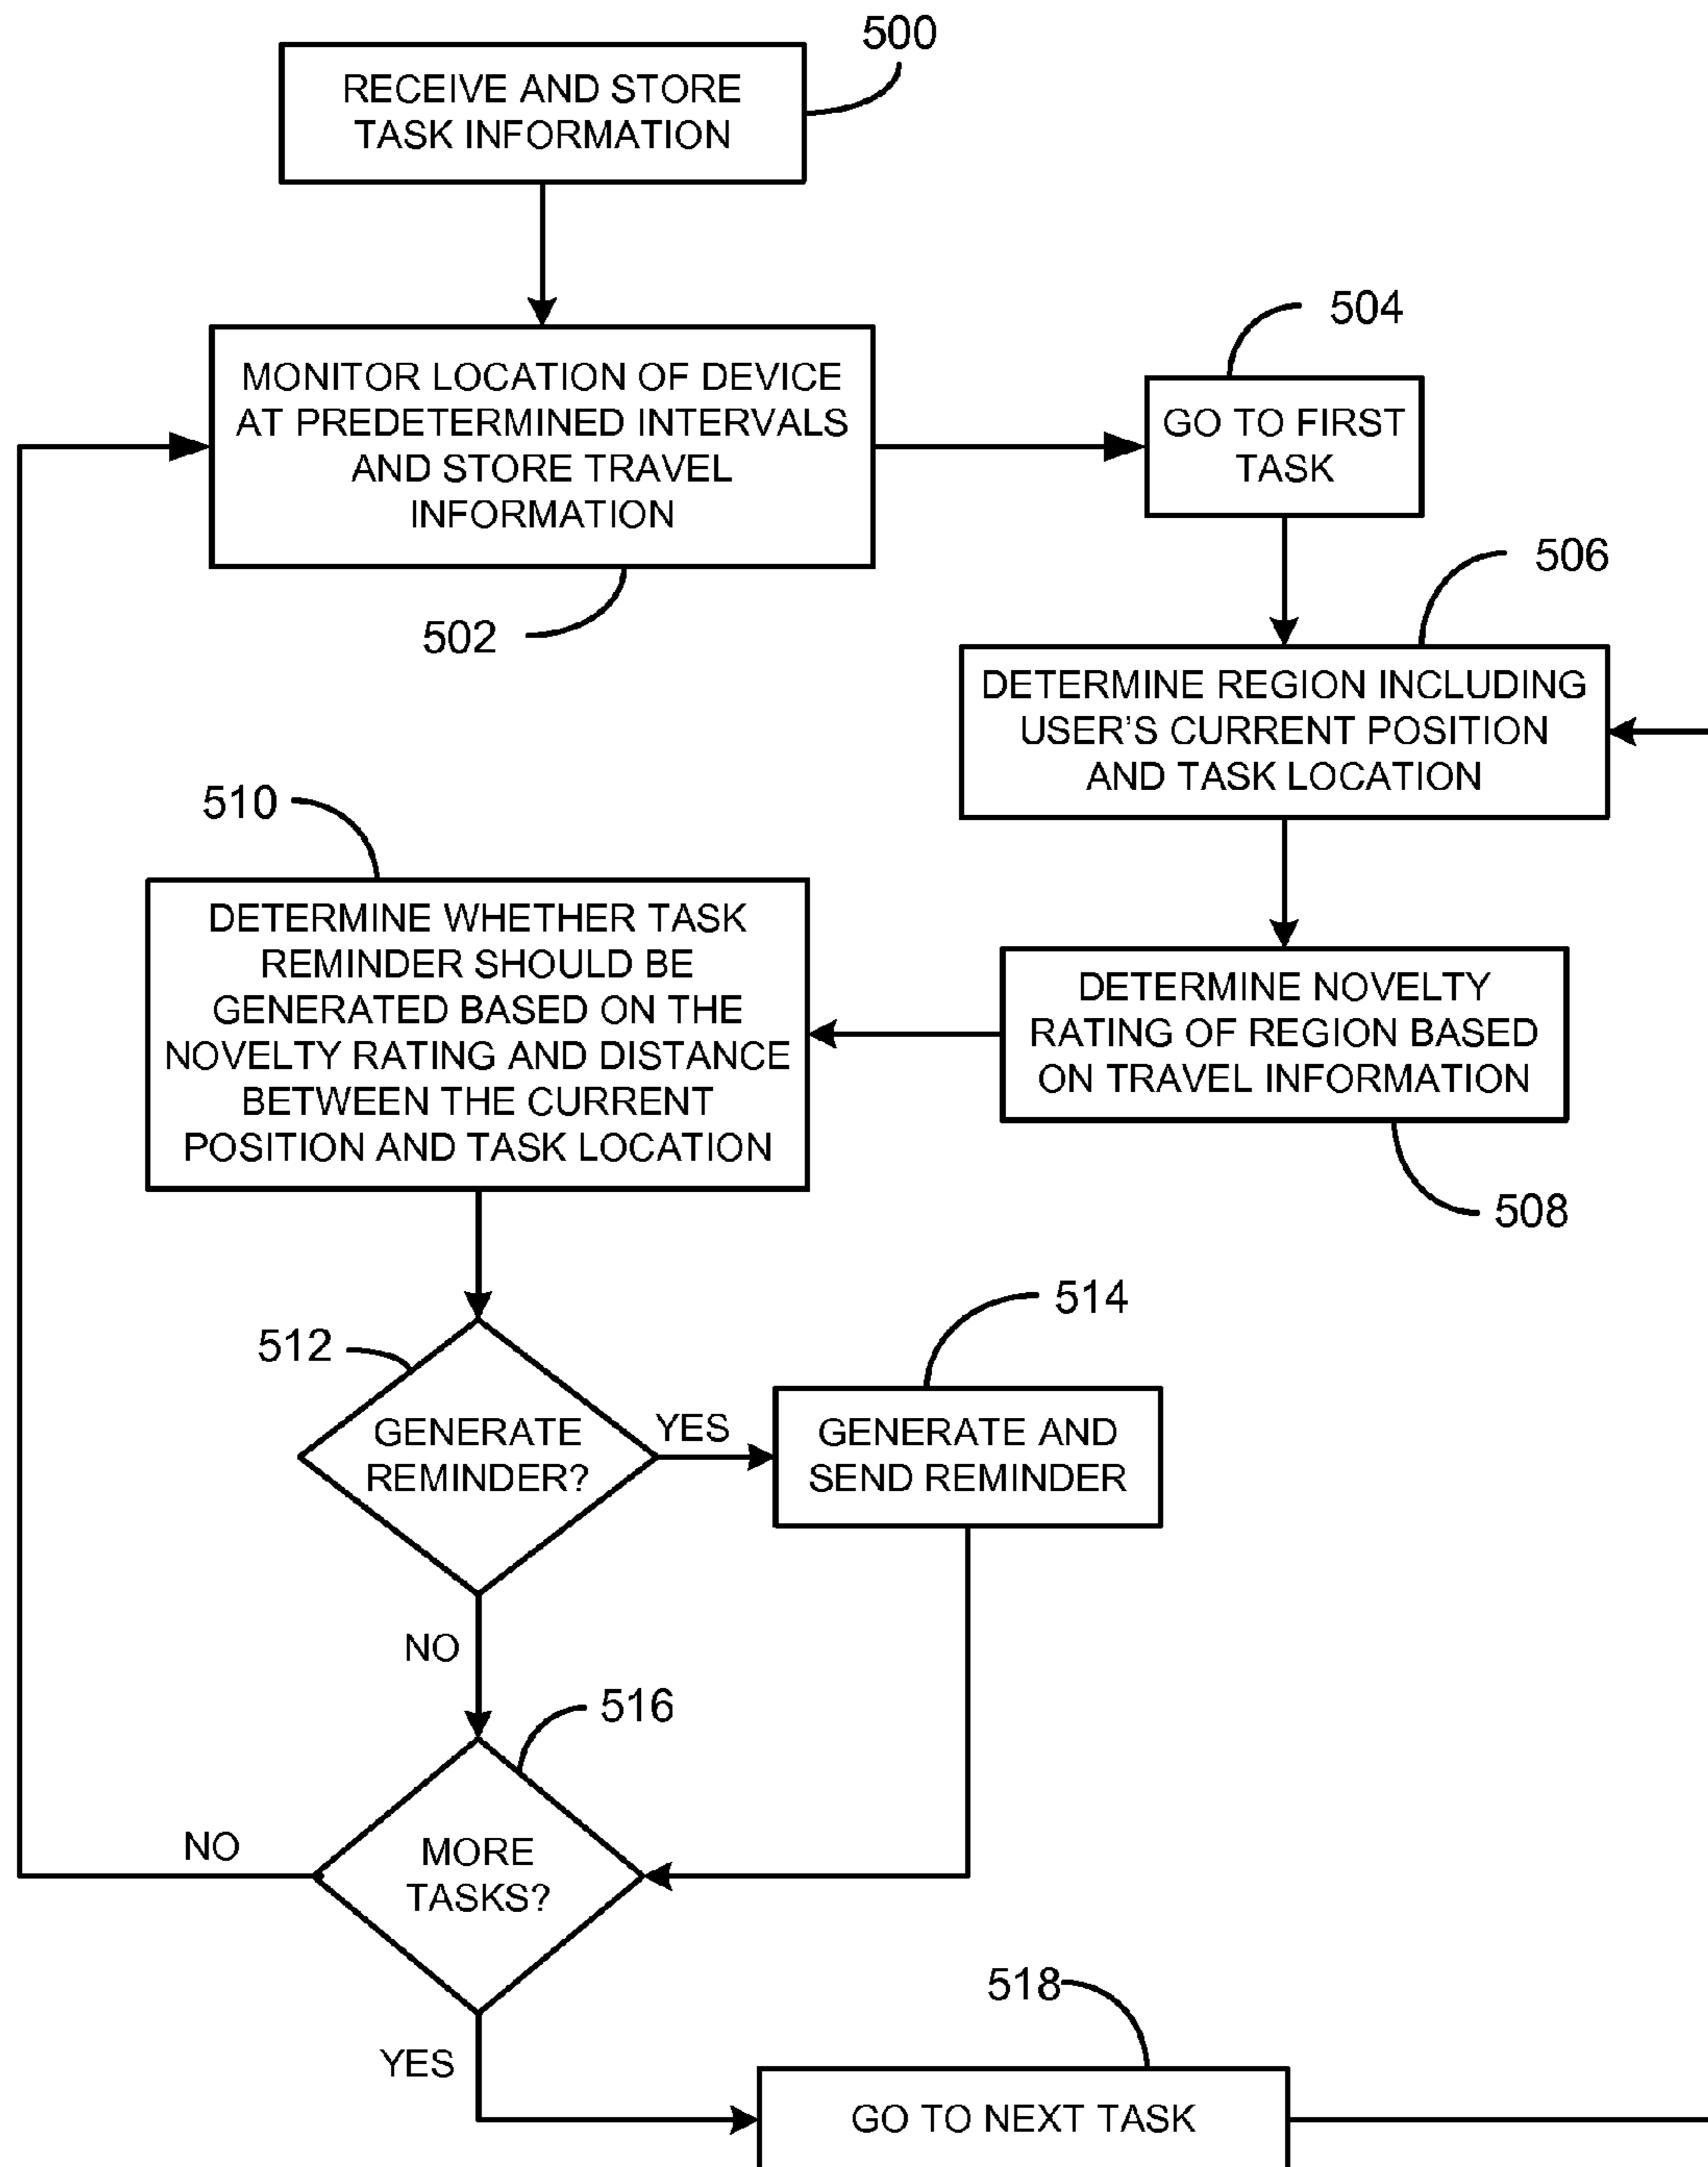 500
RECEIVE AND STORE
TASK INFORMATION
504
MONITOR LOCATION OF DEVICE
AT PREDETERMINED INTERVALS
AND STORE TRAVEL
INFORMATION
502
GO TO FIRST
TASK
506
DETERMINE REGION INCLUDING
USER'S CURRENT POSITION
AND TASK LOCATION
510
DETERMINE WHETHER TASK
REMINDER SHOULD BE
GENERATED BASED ON THE
NOVELTY RATING AND DISTANCE
BETWEEN THE CURRENT
POSITION AND TASK LOCATION
DETERMINE NOVELTY
RATING OF REGION BASED
ON TRAVEL INFORMATION
508
512
GENERATE
REMINDER?
YES
514
GENERATE AND
SEND REMINDER
NO
516
MORE
TASKS?
NO
YES
518
GO TO NEXT TASK